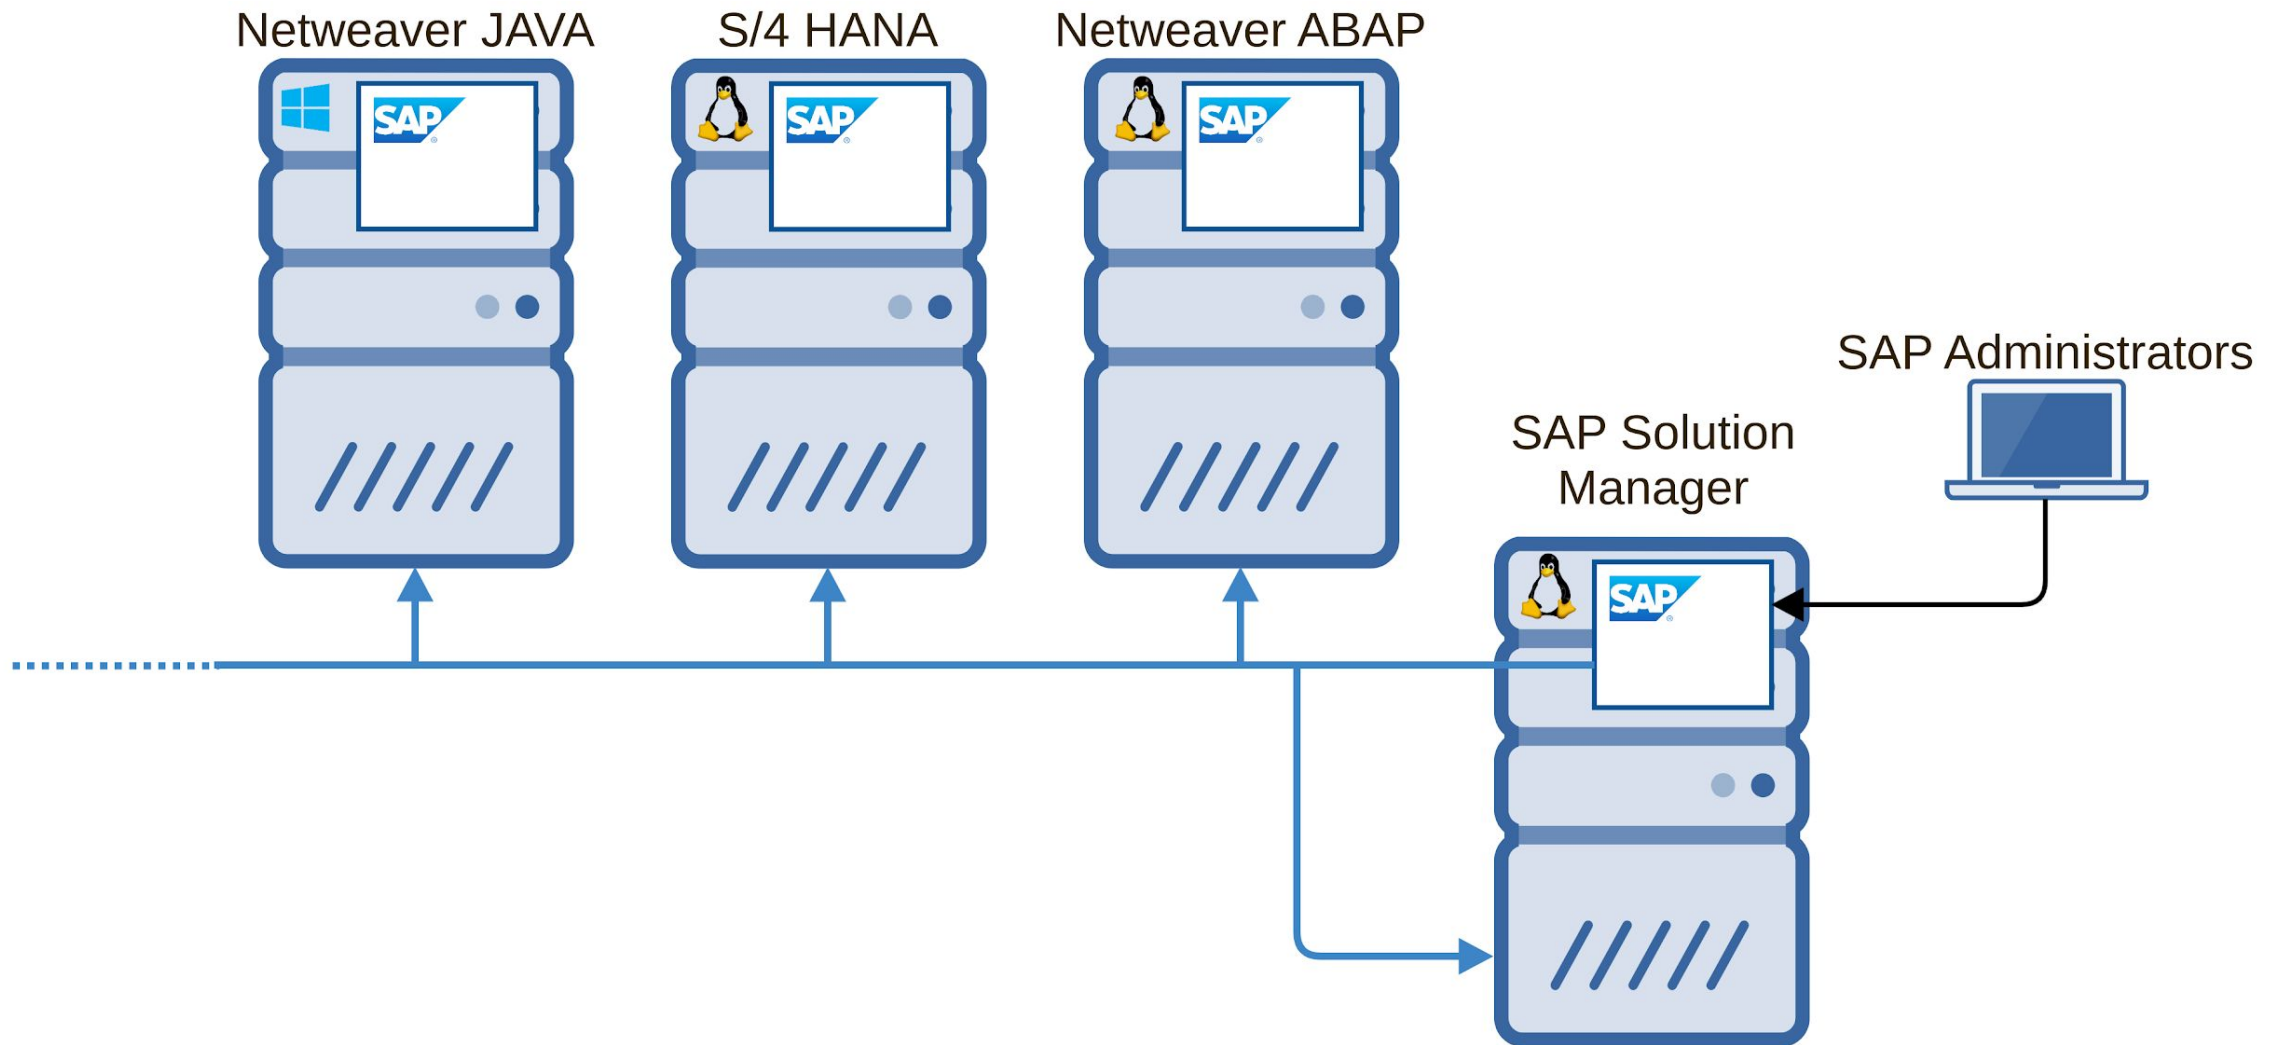 Netweaver JAVA
S/4 HANA
Netweaver ABAP
SAP
SAP
SAP
SAP Administrators
SAP Solution
Manager
SAP